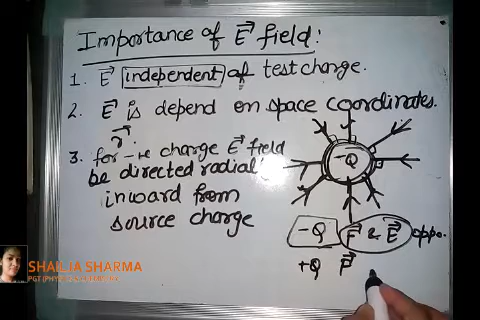 Importance of E⃗ field:
1. E⃗ independent of test charge.
2. E⃗ is depend on space coordinates.
r⃗.
3. for -ve charge E⃗ field
be directed radial
inward from
source charge
-Q
-Q F⃗ & E⃗ oppo.
+Q F⃗
SHAILJA SHARMA